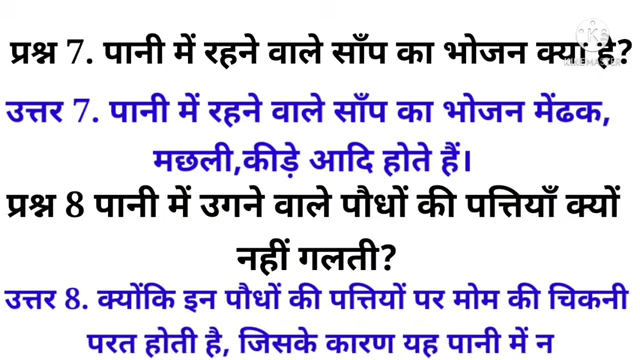 प्रश्न 7. पानी में रहने वाले साँप का भोजन क्या है?
उत्तर 7. पानी में रहने वाले साँप का भोजन मेंढक,
मछली,कीड़े आदि होते हैं।
प्रश्न 8 पानी में उगने वाले पौधों की पत्तियाँ क्यों
नहीं गलती?
उत्तर 8. क्योंकि इन पौधों की पत्तियों पर मोम की चिकनी
परत होती है, जिसके कारण यह पानी में न